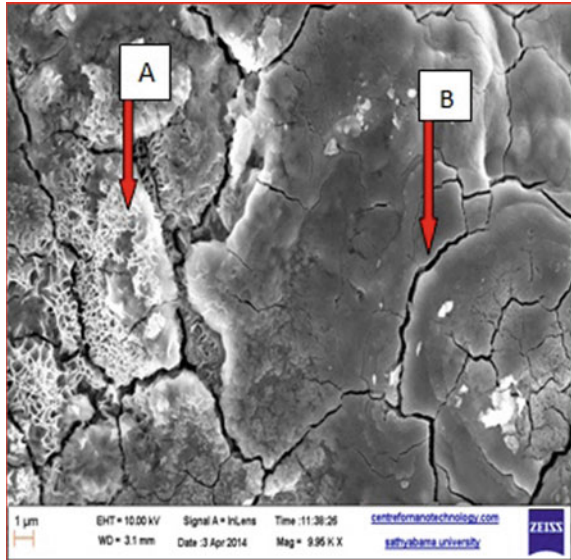 A
B
1 µm
EHT = 10.00 kV
Signal A = InLens
Time :11:38:26
centrefornanotechnology.com
WD = 3.1 mm
Date :3 Apr 2014
Mag = 9.95 K X
sathyabama university
ZEISS